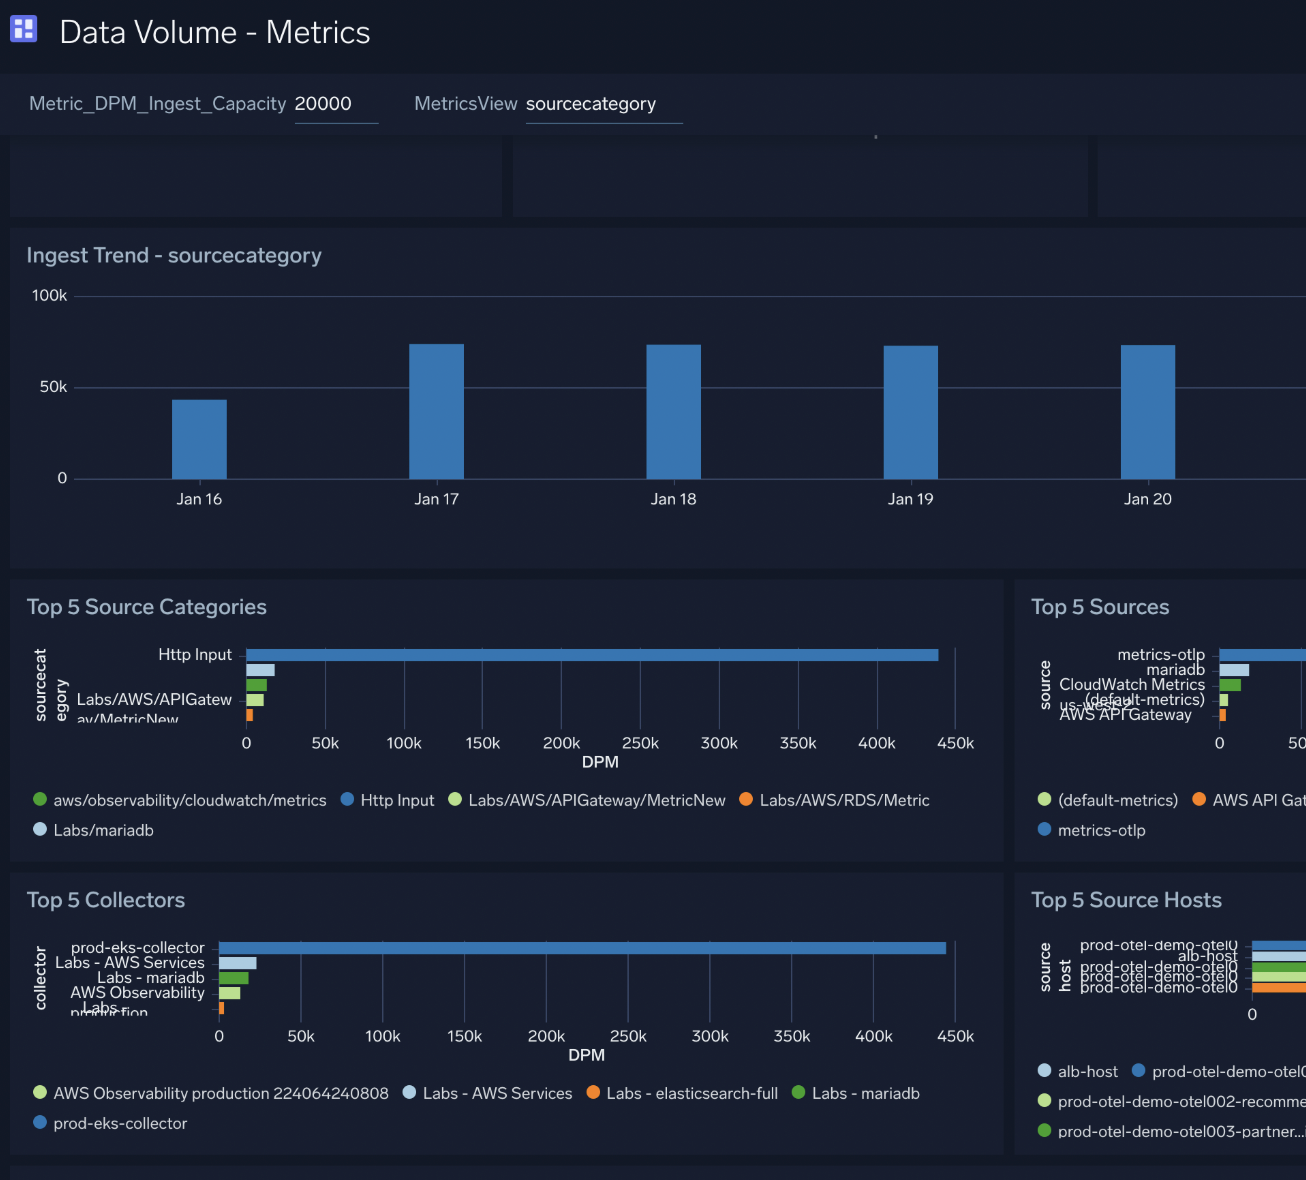 Data Volume - Metrics
Metric_DPM_Ingest_Capacity 20000 MetricsView sourcecategory
Ingest Trend - sourcecategory
100k
50k
0
Jan 16 Jan 17 Jan 18 Jan 19 Jan 20
Top 5 Source Categories
sourcecat
egory
Http Input
Labs/AWS/APIGatew
ay/MetricNew
0 50k 100k 150k 200k 250k 300k 350k 400k 450k
DPM
aws/observability/cloudwatch/metrics Http Input Labs/AWS/APIGateway/MetricNew Labs/AWS/RDS/Metric
Labs/mariadb
Top 5 Sources
source
metrics-otlp
mariadb
CloudWatch Metrics
(default-metrics)
AWS API Gateway
0 50
(default-metrics) AWS API Gat
metrics-otlp
Top 5 Collectors
collector
prod-eks-collector
Labs - AWS Services
Labs - mariadb
AWS Observability
Labs -
production
0 50k 100k 150k 200k 250k 300k 350k 400k 450k
DPM
AWS Observability production 224064240808 Labs - AWS Services Labs - elasticsearch-full Labs - mariadb
prod-eks-collector
Top 5 Source Hosts
source
host
prod-otel-demo-otel0
alb-host
prod-otel-demo-otel0
prod-otel-demo-otel0
prod-otel-demo-otel0
0
alb-host prod-otel-demo-otel0
prod-otel-demo-otel002-recomme
prod-otel-demo-otel003-partner...i